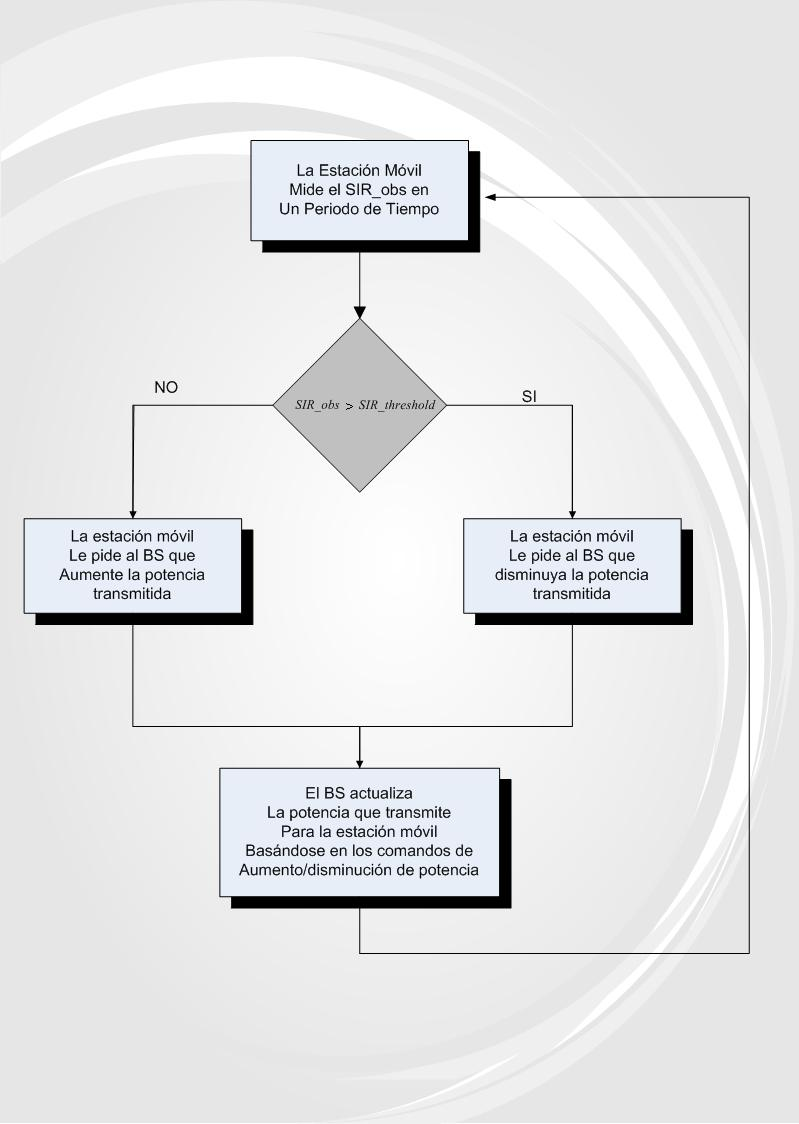 La Estación Móvil
Mide el SIR_obs en
Un Periodo de Tiempo
SIR_obs > SIR_threshold
NO
SI
La estación móvil
Le pide al BS que
Aumente la potencia
transmitida
La estación móvil
Le pide al BS que
disminuya la potencia
transmitida
El BS actualiza
La potencia que transmite
Para la estación móvil
Basándose en los comandos de
Aumento/disminución de potencia